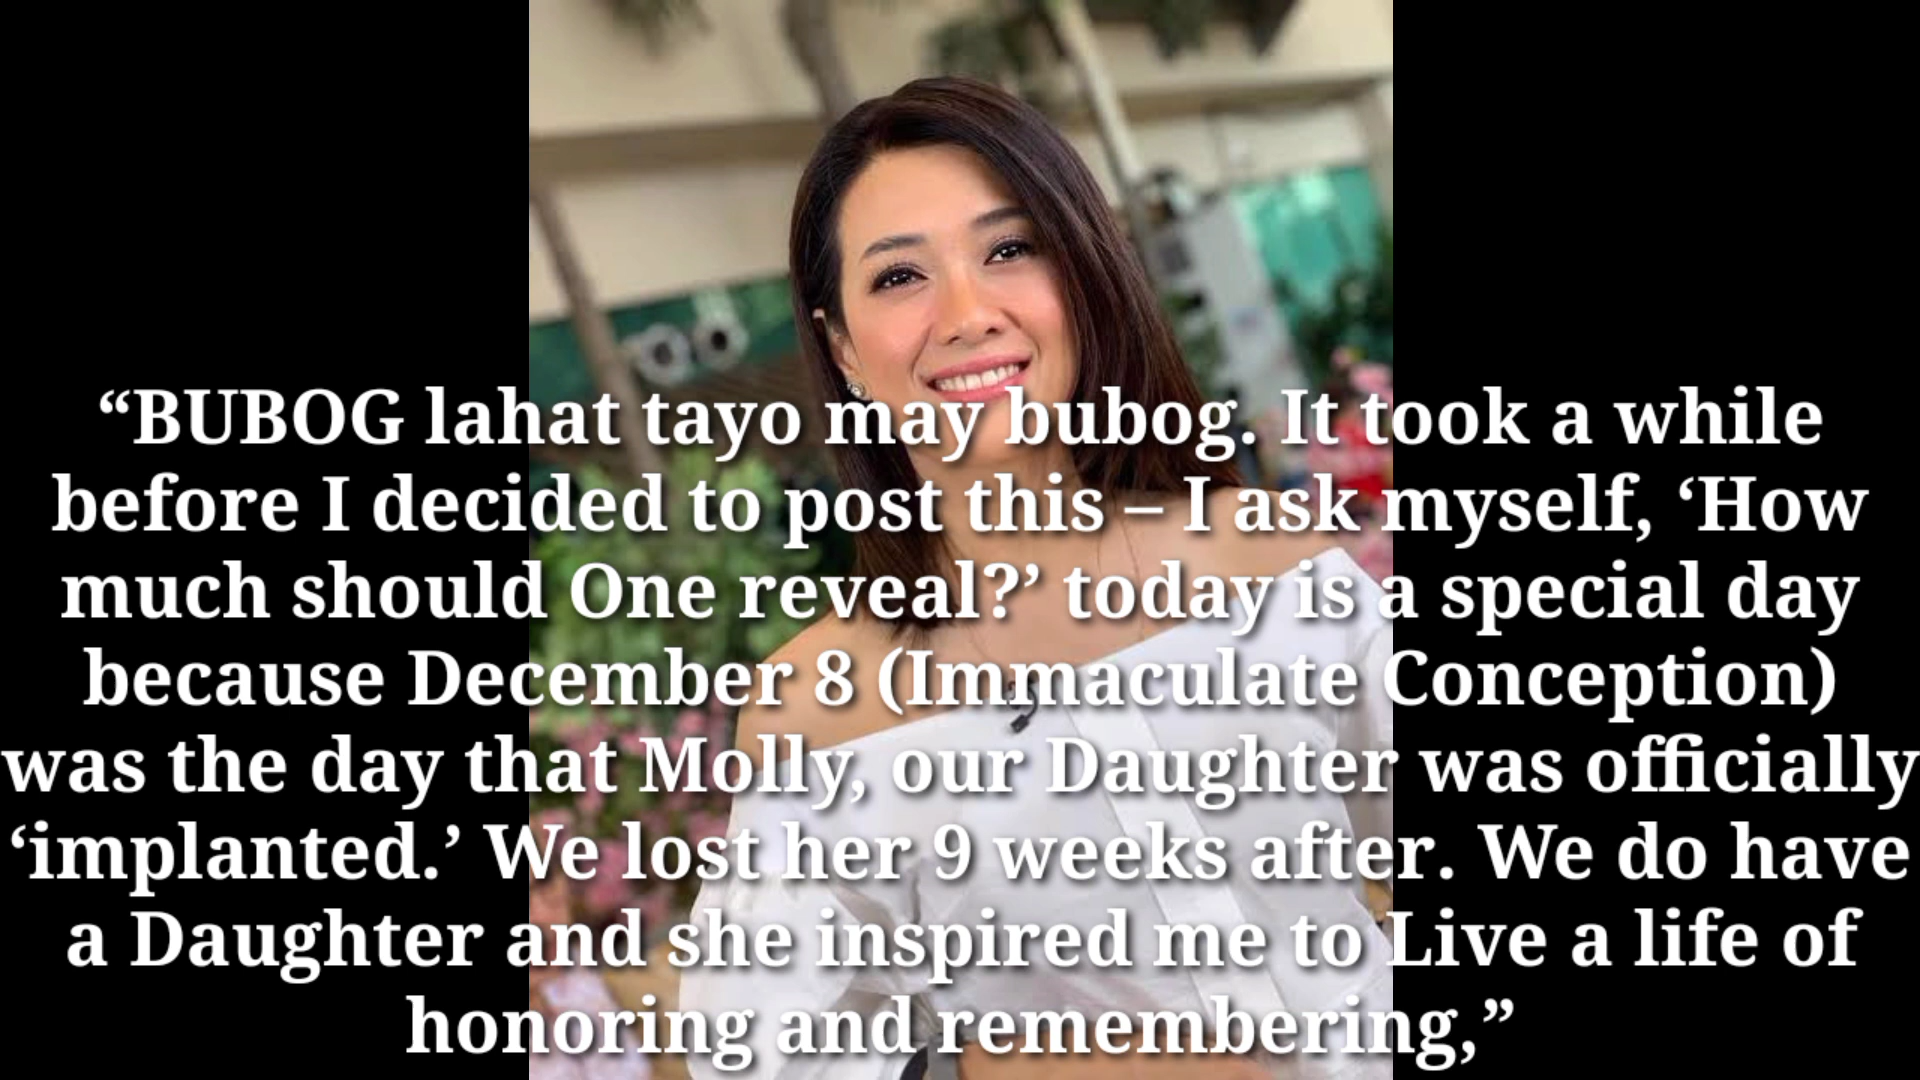 “BUBOG lahat tayo may bubog. It took a while
before I decided to post this – I ask myself, ‘How
much should One reveal?’ today is a special day
because December 8 (Immaculate Conception)
was the day that Molly, our Daughter was officially
‘implanted.’ We lost her 9 weeks after. We do have
a Daughter and she inspired me to Live a life of
honoring and remembering,”